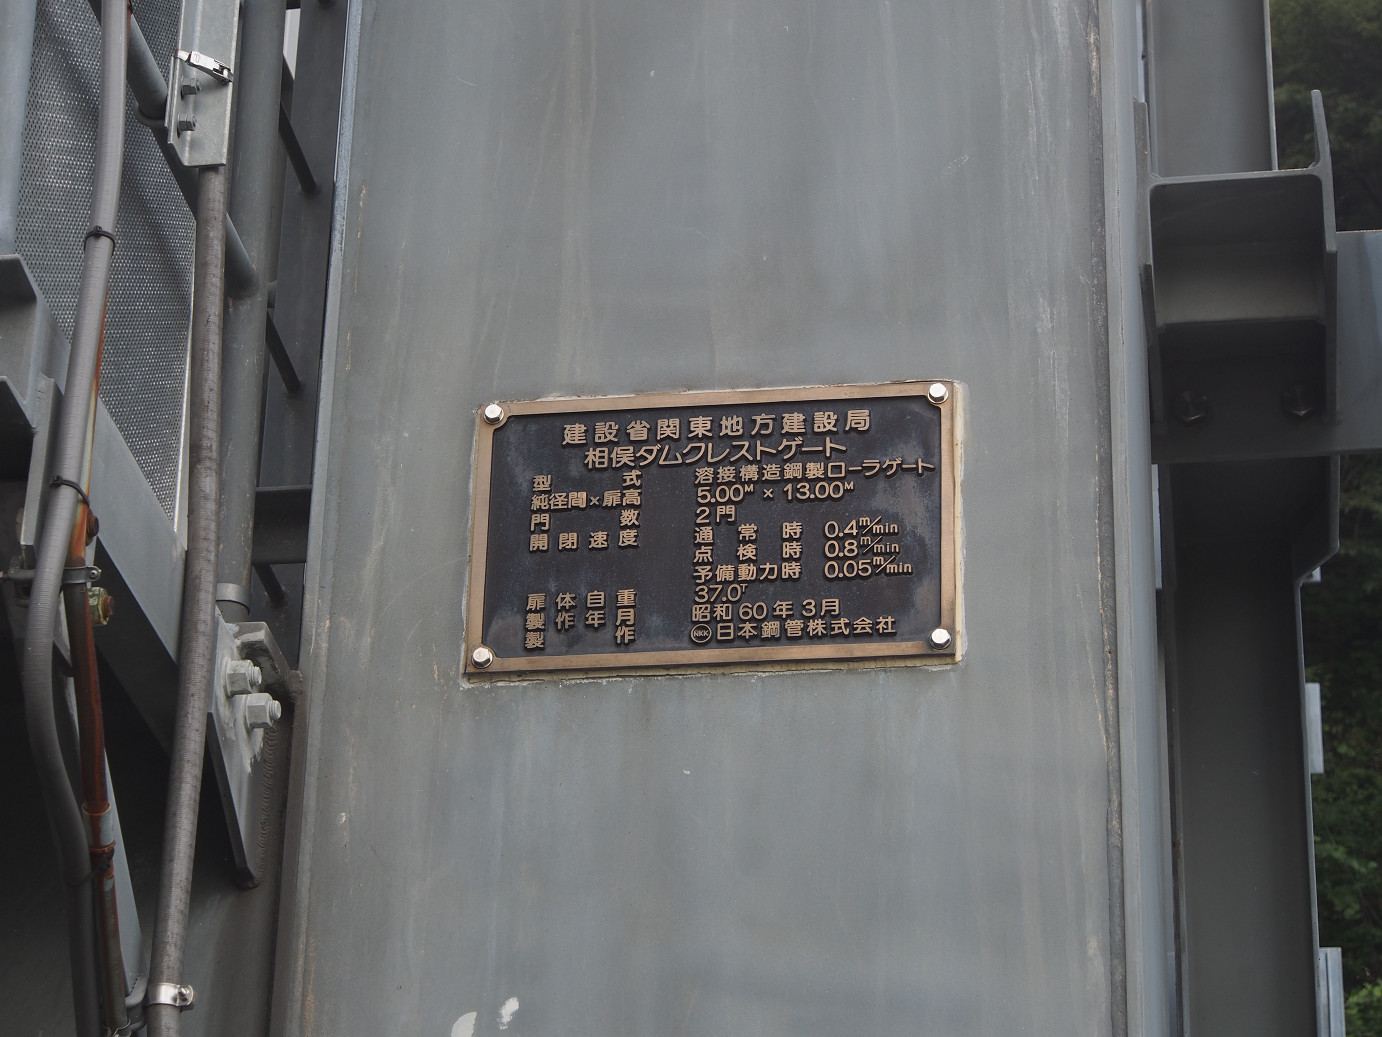 建設省関東地方建設局
相俣ダムクレストゲート
型式 溶接構造鋼製ローラゲート
純径間×扉高 5.00M × 13.00M
門数 2門
開閉速度 通常時 0.4m/min
点検時 0.8m/min
予備動力時 0.05m/min
扉体自重 37.0T
製作年月 昭和60年3月
製作 NKK 日本鋼管株式会社